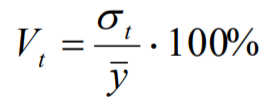 V_t = σ_t / ȳ · 100%